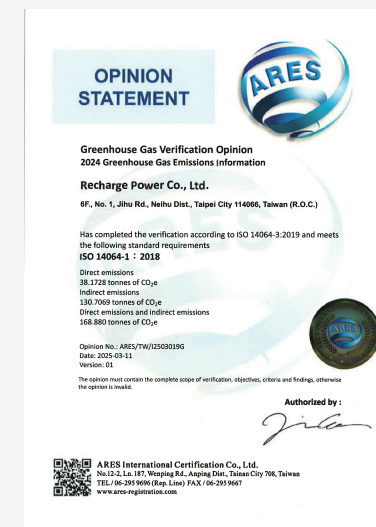 OPINION
STATEMENT
ARES
Greenhouse Gas Verification Opinion
2024 Greenhouse Gas Emissions Information
Recharge Power Co., Ltd.
6F., No. 1, Jihu Rd., Neihu Dist., Taipei City 114066, Taiwan (R.O.C.)
Has completed the verification according to ISO 14064-3:2019 and meets
the following standard requirements
ISO 14064-1：2018
Direct emissions
38.1728 tonnes of CO₂e
Indirect emissions
130.7069 tonnes of CO₂e
Direct emissions and indirect emissions
168.880 tonnes of CO₂e
Opinion No.: ARES/TW/I2503019G
Date: 2025-03-11
Version: 01
ARES
The opinion must contain the complete scope of verification, objectives, criteria and findings, otherwise
the opinion is invalid.
Authorized by :
ARES International Certification Co., Ltd.
No.12-2, Ln. 187, Wenping Rd., Anping Dist., Tainan City 708, Taiwan
TEL / 06-295 9696 (Rep. Line) FAX / 06-295 9667
www.ares-registration.com